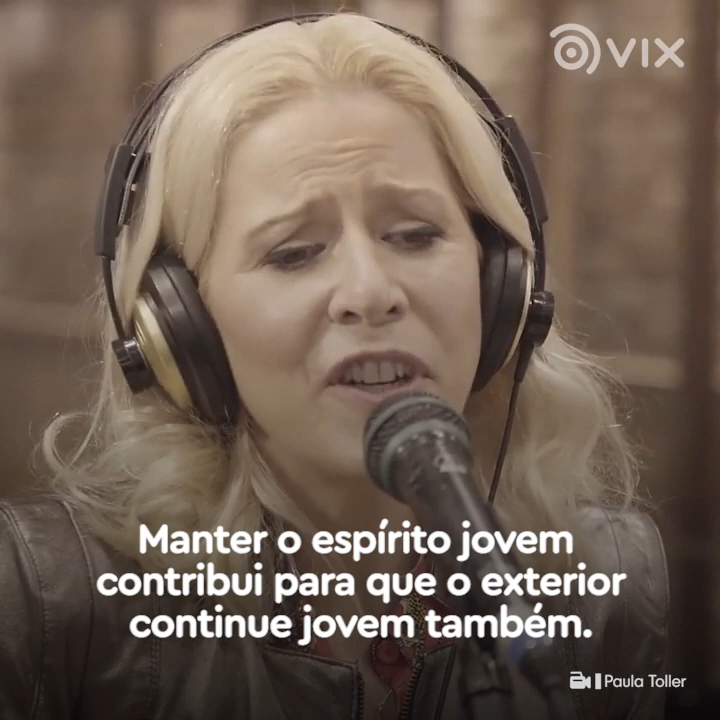 VIX
Manter o espírito jovem
contribui para que o exterior
continue jovem também.
Paula Toller